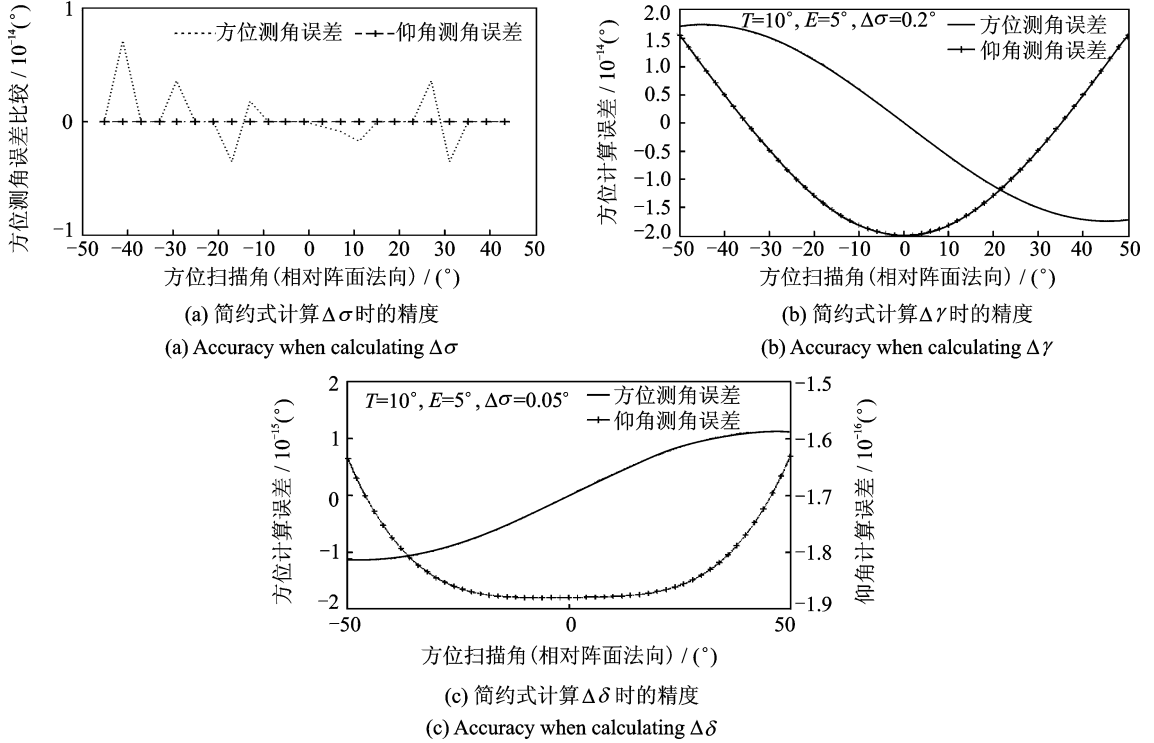 方位测角误差 仰角测角误差
方位测角误差比较 / 10⁻¹⁴(°)
1
0
−1
−50 −40 −30 −20 −10 0 10 20 30 40 50
方位扫描角(相对阵面法向) / (°)
(a) 简约式计算Δσ时的精度
(a) Accuracy when calculating Δσ
T=10°, E=5°, Δσ=0.2°
方位测角误差
仰角测角误差
方位计算误差 / 10⁻¹⁴(°)
2.0
1.5
1.0
0.5
0
−0.5
−1.0
−1.5
−2.0
−50 −40 −30 −20 −10 0 10 20 30 40 50
方位扫描角(相对阵面法向) / (°)
(b) 简约式计算Δγ时的精度
(b) Accuracy when calculating Δγ
T=10°, E=5°, Δσ=0.05°
方位测角误差
仰角测角误差
方位计算误差 / 10⁻¹⁵(°)
2
1
0
−1
−2
仰角计算误差 / 10⁻¹⁶(°)
−1.5
−1.6
−1.7
−1.8
−1.9
−50 0 50
方位扫描角(相对阵面法向) / (°)
(c) 简约式计算Δδ时的精度
(c) Accuracy when calculating Δδ